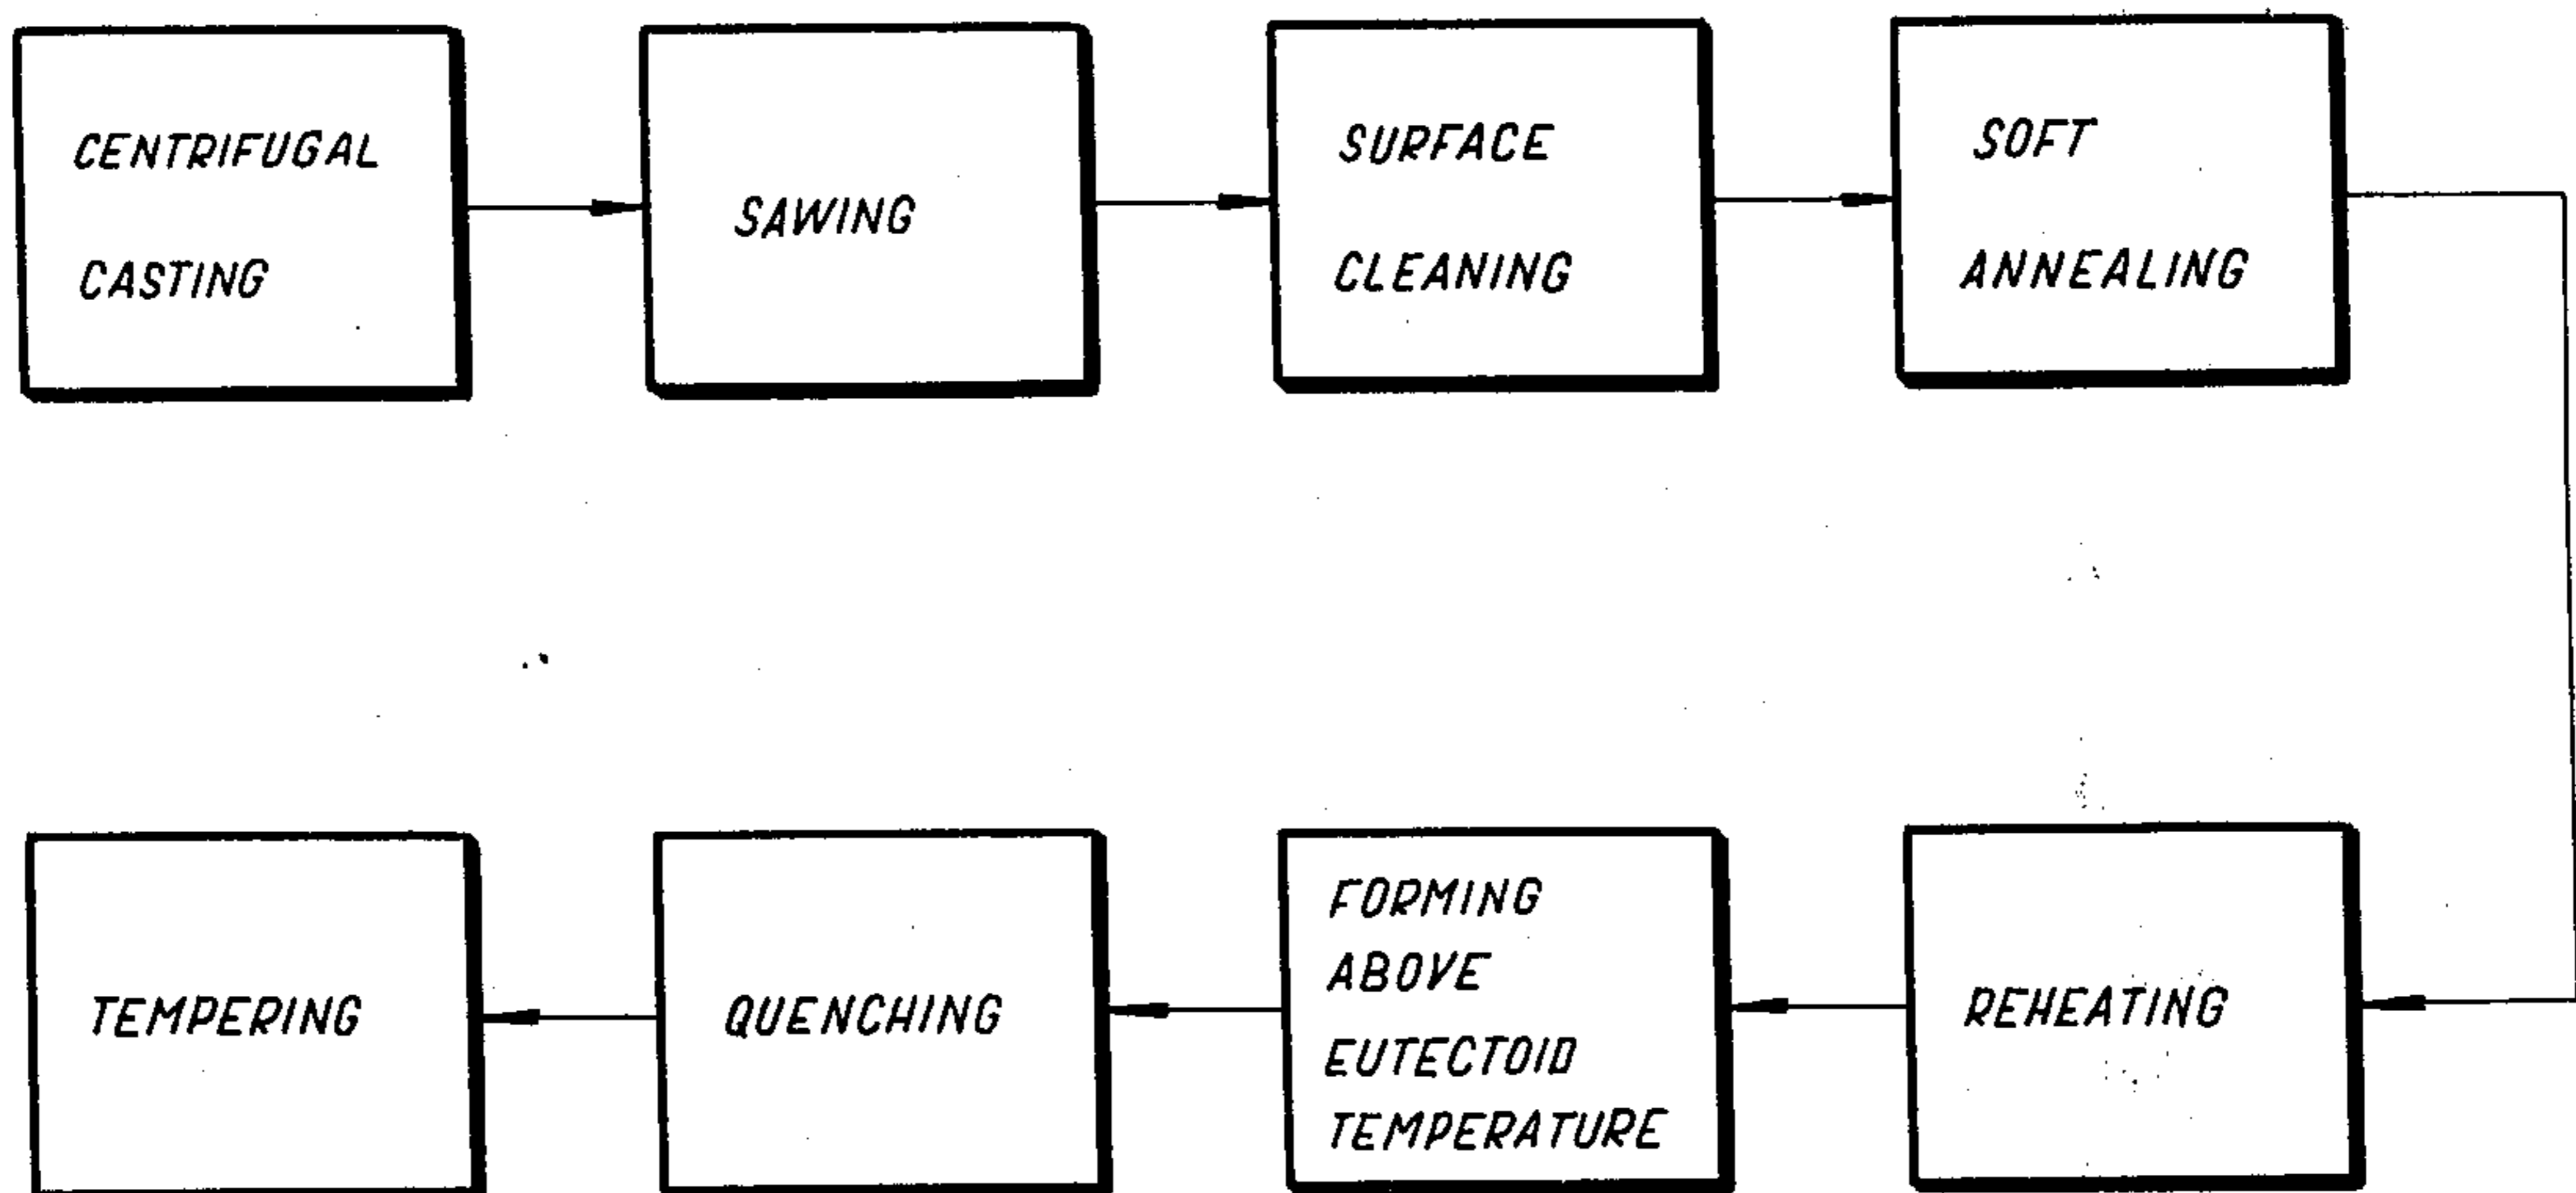 CENTRIFUGAL
CASTING
SAWING
SURFACE
CLEANING
SOFT
ANNEALING
REHEATING
FORMING
ABOVE
EUTECTOID
TEMPERATURE
QUENCHING
TEMPERING